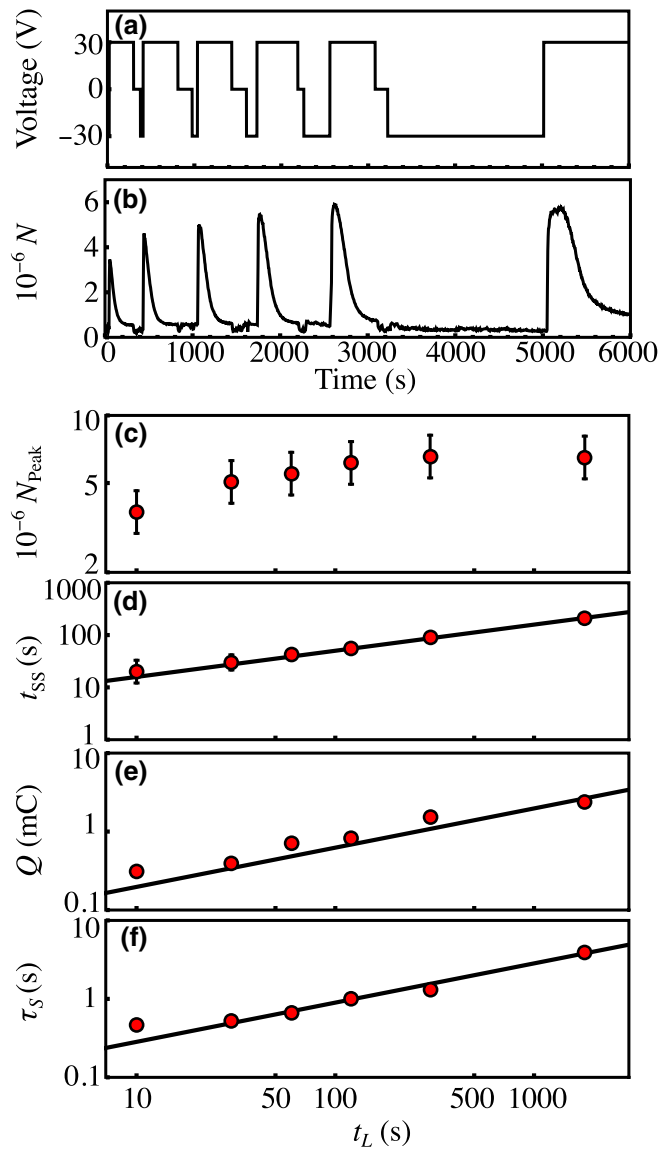 (a)
Voltage (V)
30
0
−30
(b)
10⁻⁶ N
6
4
2
0
0 1000 2000 3000 4000 5000 6000
Time (s)
(c)
10⁻⁶ N_Peak
10
5
2
(d)
t_SS (s)
1000
100
10
1
(e)
Q (mC)
10
1
0.1
(f)
τ_S (s)
10
1
0.1
10 50 100 500 1000
t_L (s)